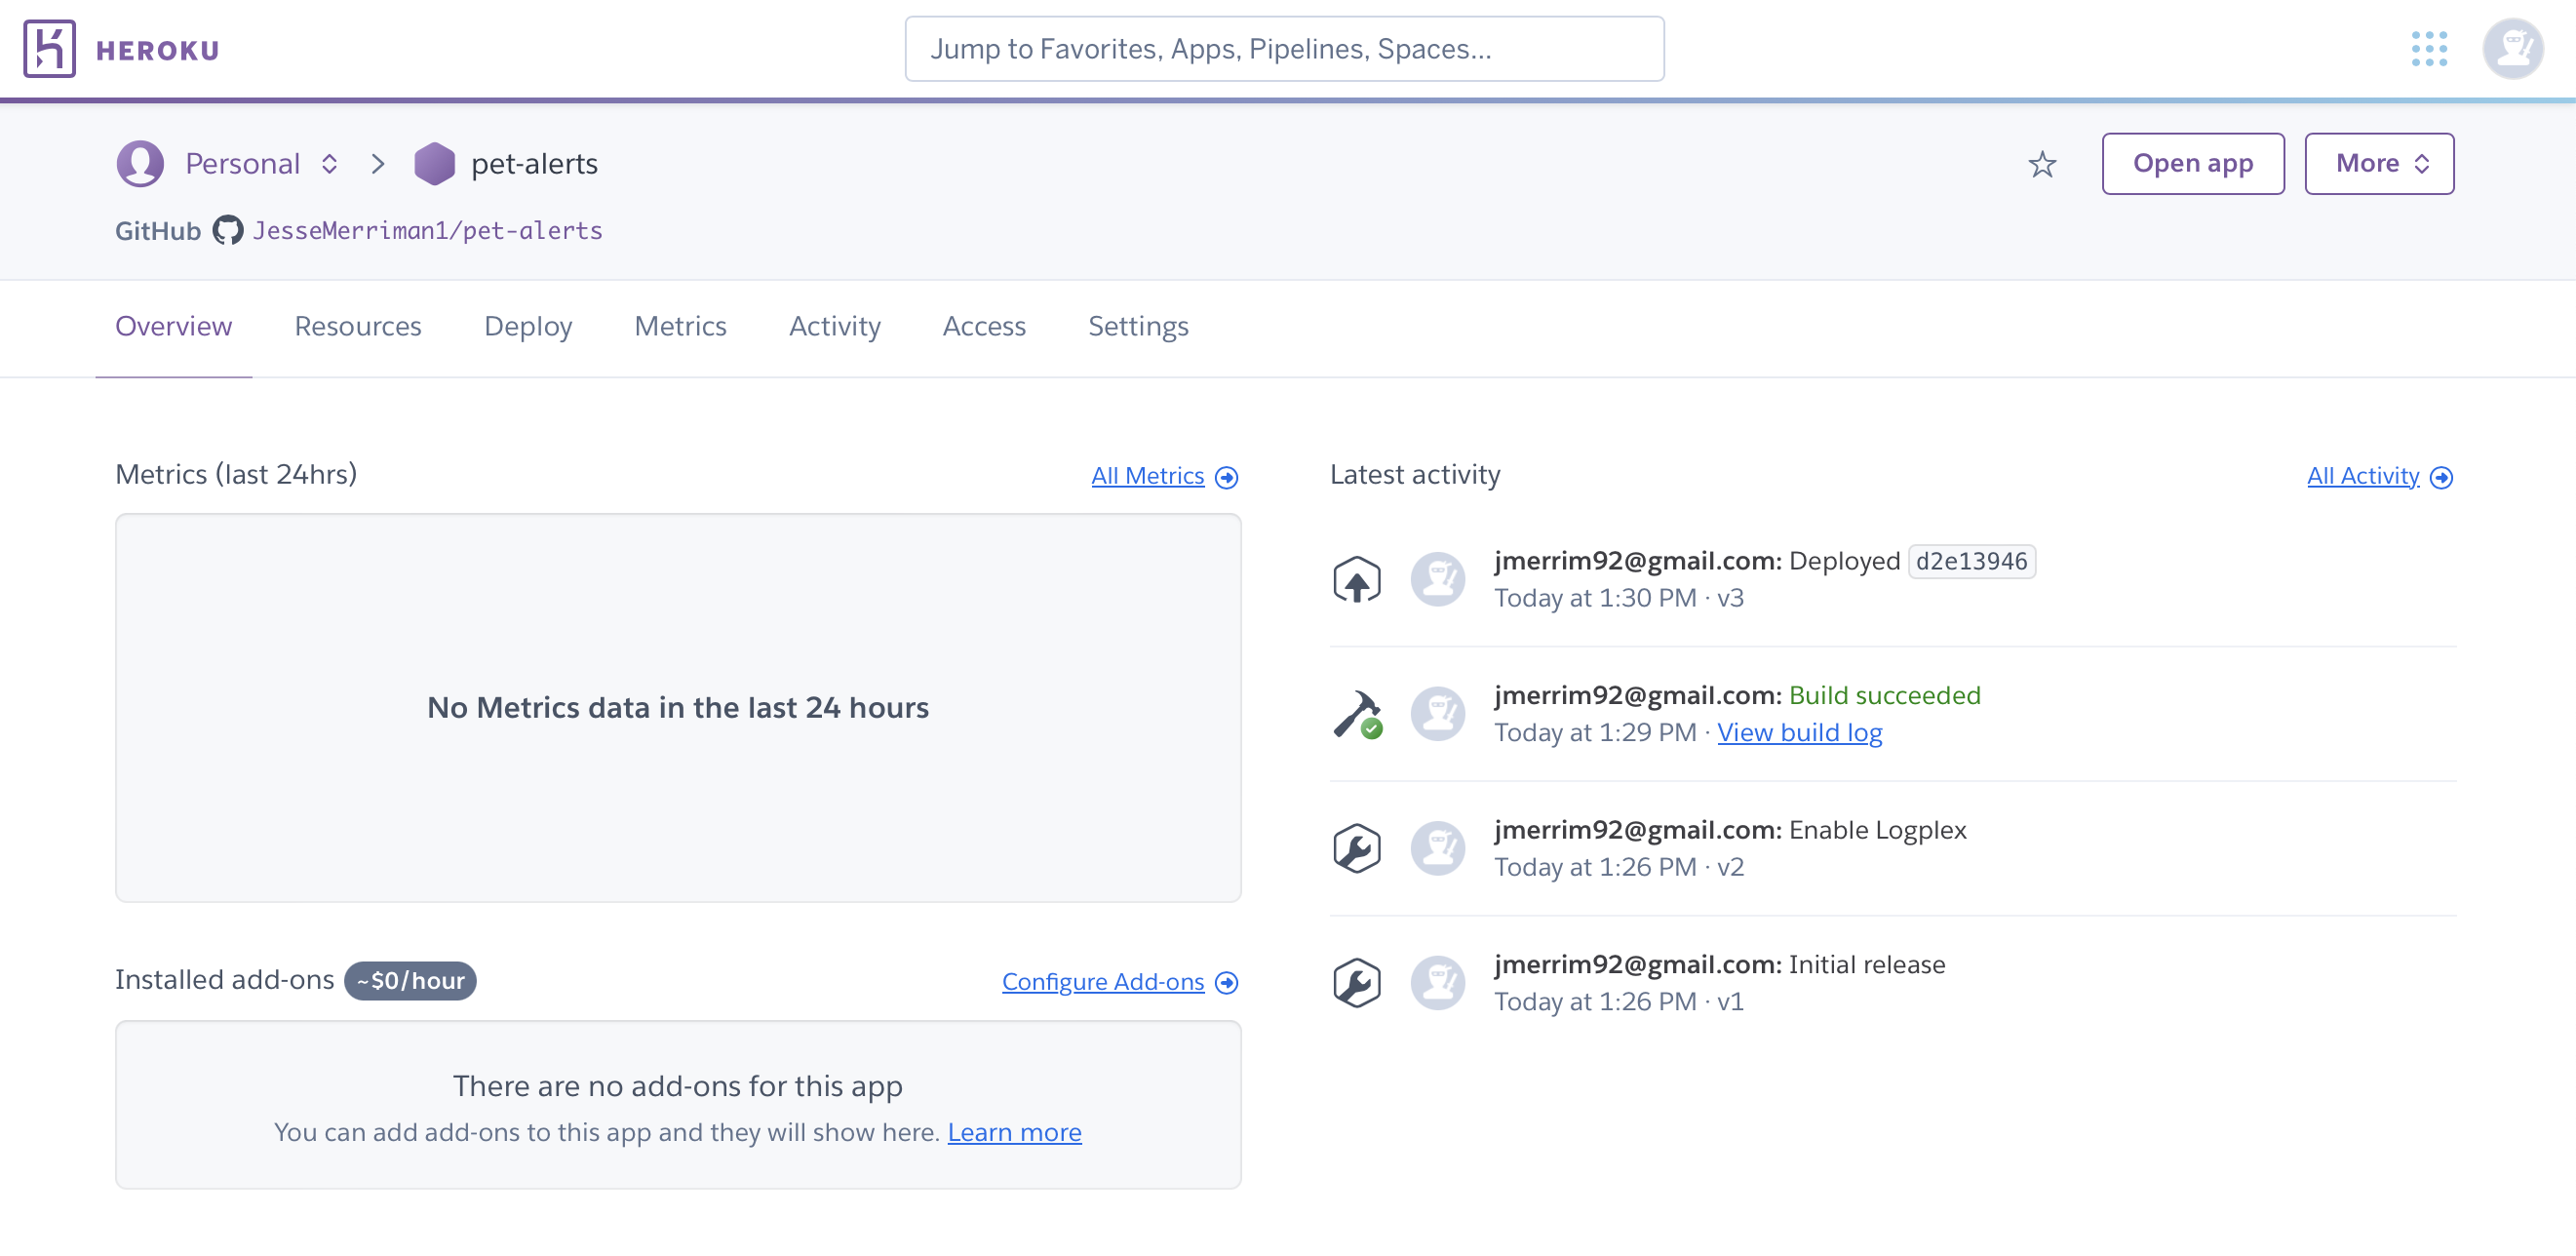 HEROKU
Jump to Favorites, Apps, Pipelines, Spaces...
Personal
pet-alerts
Open app
More
GitHub JesseMerriman1/pet-alerts
Overview
Resources
Deploy
Metrics
Activity
Access
Settings
Metrics (last 24hrs)
All Metrics
No Metrics data in the last 24 hours
Installed add-ons ~$0/hour
Configure Add-ons
There are no add-ons for this app
You can add add-ons to this app and they will show here. Learn more
Latest activity
All Activity
jmerrim92@gmail.com: Deployed d2e13946
Today at 1:30 PM · v3
jmerrim92@gmail.com: Build succeeded
Today at 1:29 PM · View build log
jmerrim92@gmail.com: Enable Logplex
Today at 1:26 PM · v2
jmerrim92@gmail.com: Initial release
Today at 1:26 PM · v1